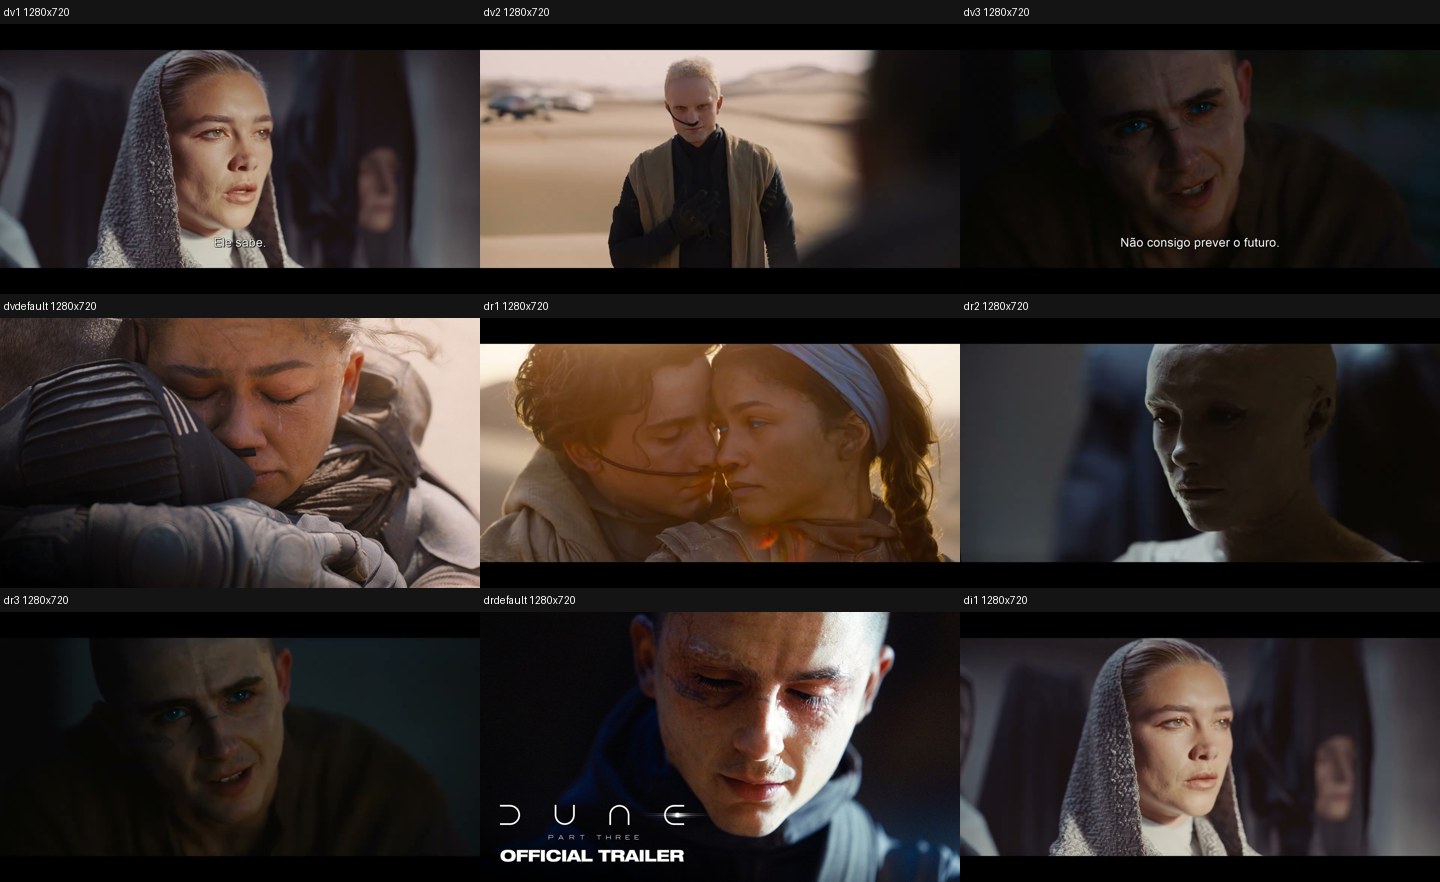 dv1 1280x720
dv2 1280x720
dv3 1280x720
Ele sabe.
Não consigo prever o futuro.
dvdefault 1280x720
dr1 1280x720
dr2 1280x720
dr3 1280x720
drdefault 1280x720
di1 1280x720
DUNE
PART THREE
OFFICIAL TRAILER